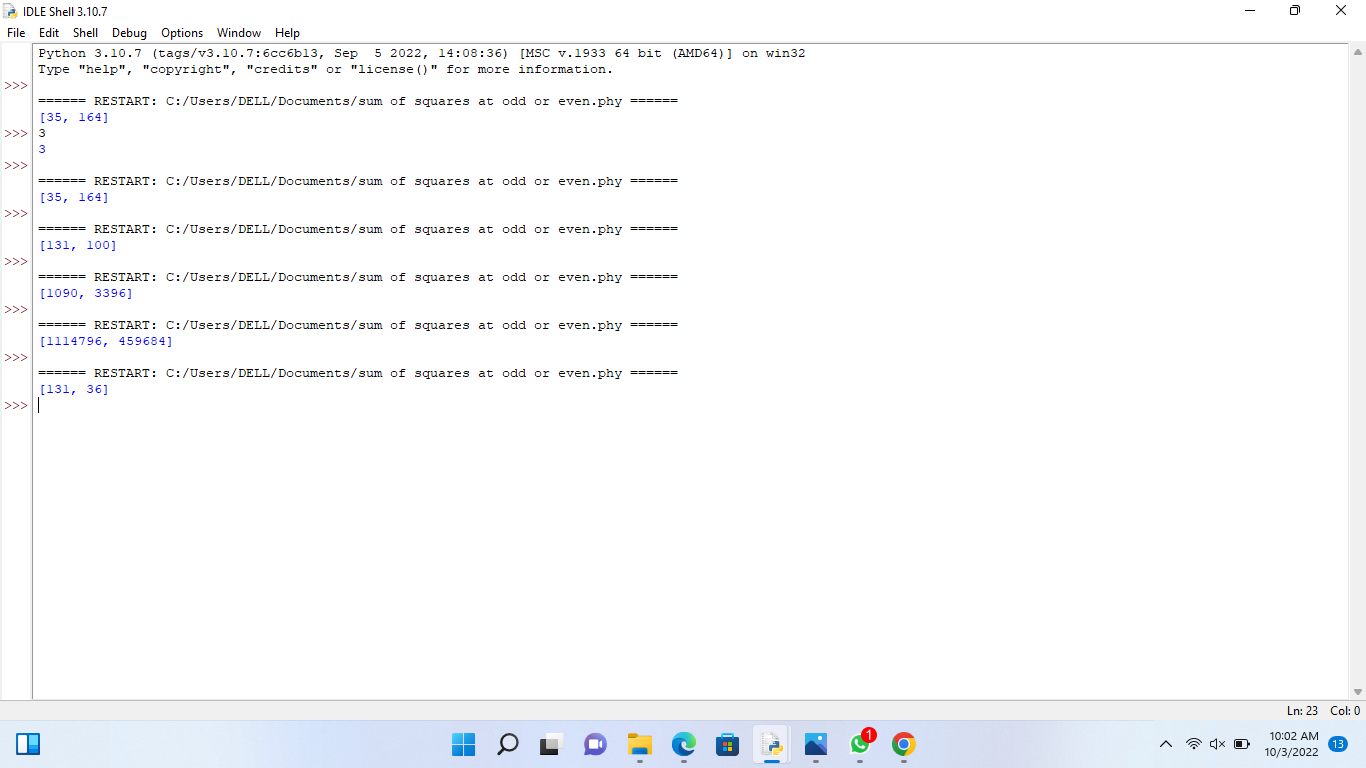 IDLE Shell 3.10.7
File Edit Shell Debug Options Window Help
Python 3.10.7 (tags/v3.10.7:6cc6b13, Sep  5 2022, 14:08:36) [MSC v.1933 64 bit (AMD64)] on win32
Type "help", "copyright", "credits" or "license()" for more information.
>>>
====== RESTART: C:/Users/DELL/Documents/sum of squares at odd or even.phy ======
[35, 164]
>>> 3
3
>>>
====== RESTART: C:/Users/DELL/Documents/sum of squares at odd or even.phy ======
[35, 164]
>>>
====== RESTART: C:/Users/DELL/Documents/sum of squares at odd or even.phy ======
[131, 100]
>>>
====== RESTART: C:/Users/DELL/Documents/sum of squares at odd or even.phy ======
[1090, 3396]
>>>
====== RESTART: C:/Users/DELL/Documents/sum of squares at odd or even.phy ======
[1114796, 459684]
>>>
====== RESTART: C:/Users/DELL/Documents/sum of squares at odd or even.phy ======
[131, 36]
>>>
Ln: 23 Col: 0
1
10:02 AM
10/3/2022
13